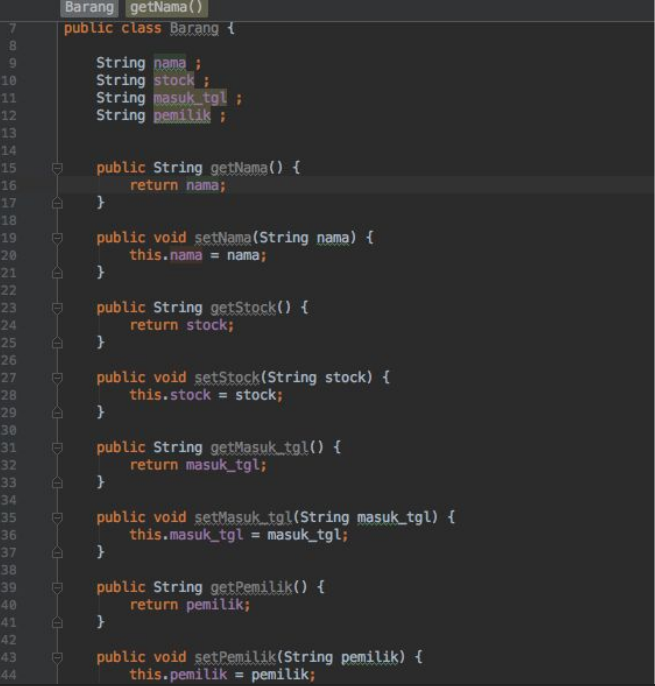 Barang getNama()
7 public class Barang {
8
9 String nama ;
10 String stock ;
11 String masuk_tgl ;
12 String pemilik ;
13
14
15 public String getNama() {
16 return nama;
17 }
18
19 public void setNama(String nama) {
20 this.nama = nama;
21 }
22
23 public String getStock() {
24 return stock;
25 }
26
27 public void setStock(String stock) {
28 this.stock = stock;
29 }
30
31 public String getMasuk_tgl() {
32 return masuk_tgl;
33 }
34
35 public void setMasuk_tgl(String masuk_tgl) {
36 this.masuk_tgl = masuk_tgl;
37 }
38
39 public String getPemilik() {
40 return pemilik;
41 }
42
43 public void setPemilik(String pemilik) {
44 this.pemilik = pemilik;